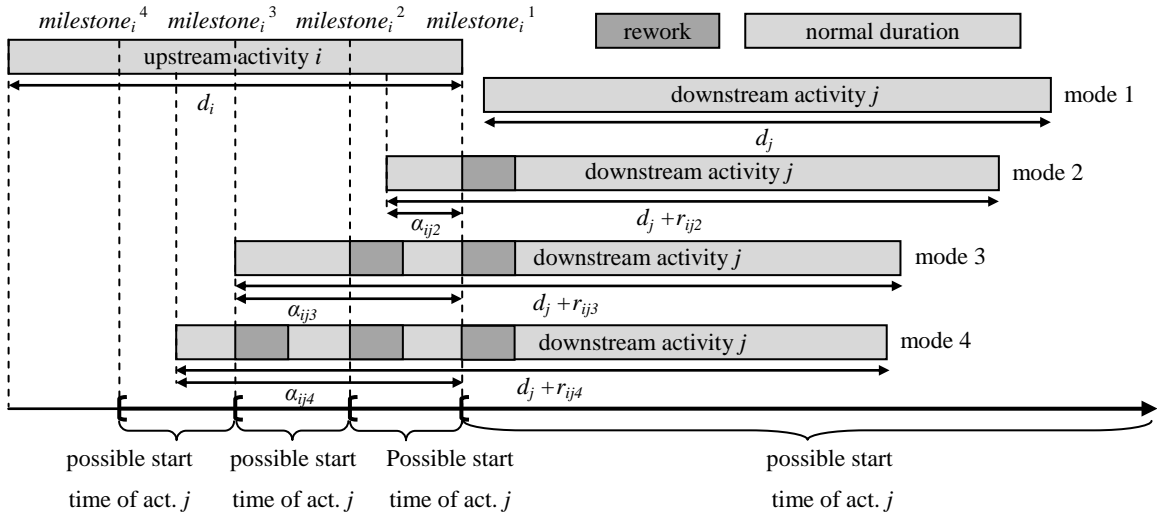 milestone_i^4 milestone_i^3 milestone_i^2 milestone_i^1
rework normal duration
upstream activity i
d_i
downstream activity j mode 1
d_j
downstream activity j mode 2
α_ij2 d_j +r_ij2
downstream activity j mode 3
α_ij3 d_j +r_ij3
downstream activity j mode 4
α_ij4 d_j +r_ij4
possible start
time of act. j
possible start
time of act. j
Possible start
time of act. j
possible start
time of act. j